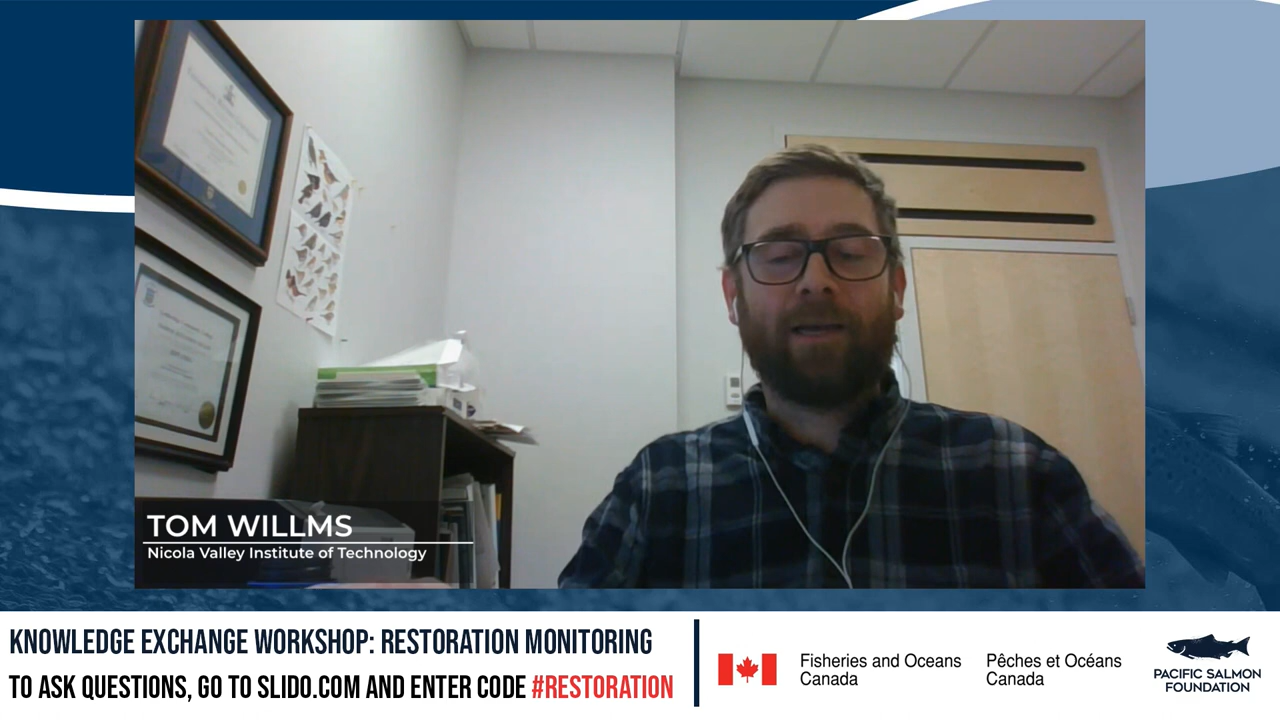 TOM WILLMS
Nicola Valley Institute of Technology
KNOWLEDGE EXCHANGE WORKSHOP: RESTORATION MONITORING
TO ASK QUESTIONS, GO TO SLIDO.COM AND ENTER CODE #RESTORATION
Fisheries and Oceans
Canada
Pêches et Océans
Canada
PACIFIC SALMON
FOUNDATION